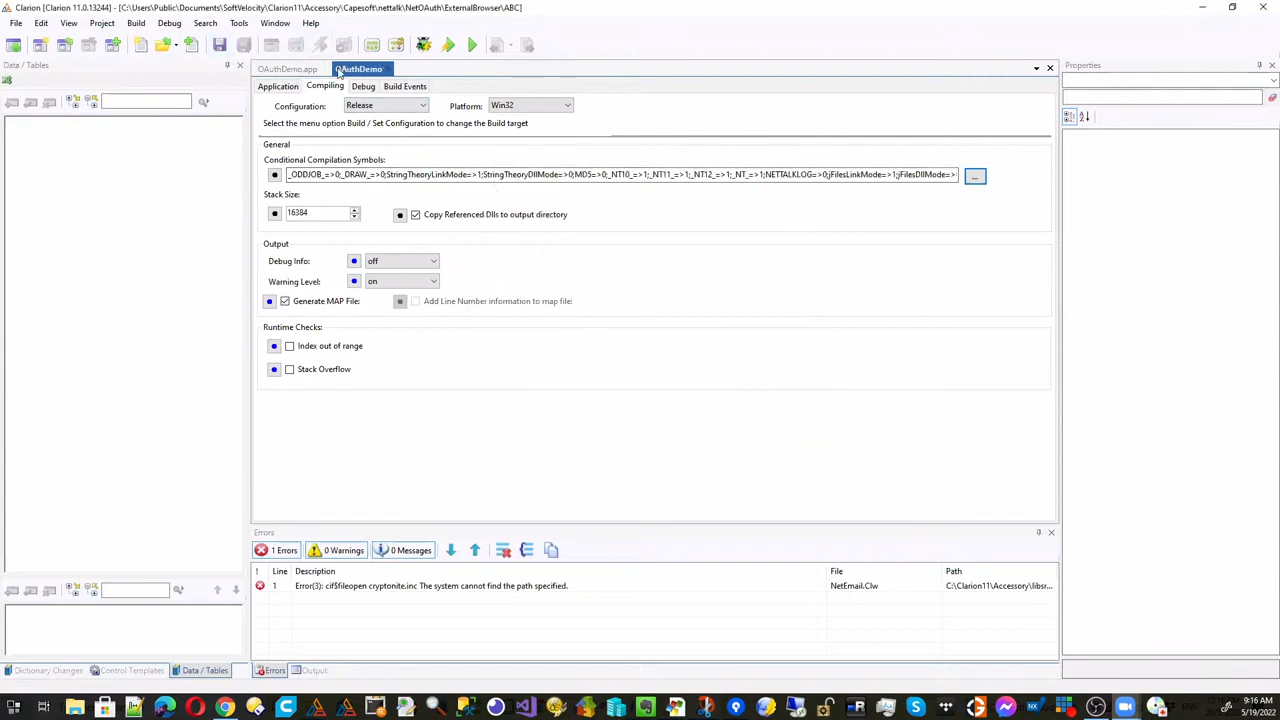 Clarion [Clarion 11.0.13244] - [C:\Users\Public\Documents\SoftVelocity\Clarion11\Accessory\Capesoft\nettalk\NetOAuth\ExternalBrowser\ABC]
File Edit View Project Build Debug Search Tools Window Help
Data / Tables
OAuthDemo.app
OAuthDemo
Properties
Application Compiling Debug Build Events
Configuration: Release Platform: Win32
Select the menu option Build / Set Configuration to change the Build target
General
Conditional Compilation Symbols:
_ODDJOB_=>0;_DRAW_=>0;StringTheoryLinkMode=>1;StringTheoryDllMode=>0;MD5=>0;_NT10_=>1;_NT11_=>1;_NT12_=>1;_NT_=>1;NETTALKLOG=>0;jFilesLinkMode=>1;jFilesDllMode=>
...
Stack Size:
16384
Copy Referenced Dlls to output directory
Output
Debug Info: off
Warning Level: on
Generate MAP File:
Add Line Number information to map file:
Runtime Checks:
Index out of range
Stack Overflow
Errors
1 Errors 0 Warnings 0 Messages
! Line Description File Path
1 Error(3): cif$fileopen cryptonite.inc The system cannot find the path specified. NetEmail.Clw C:\Clarion11\Accessory\libsr...
Dictionary Changes Control Templates Data / Tables
Errors Output
ENG
9:16 AM
5/19/2022